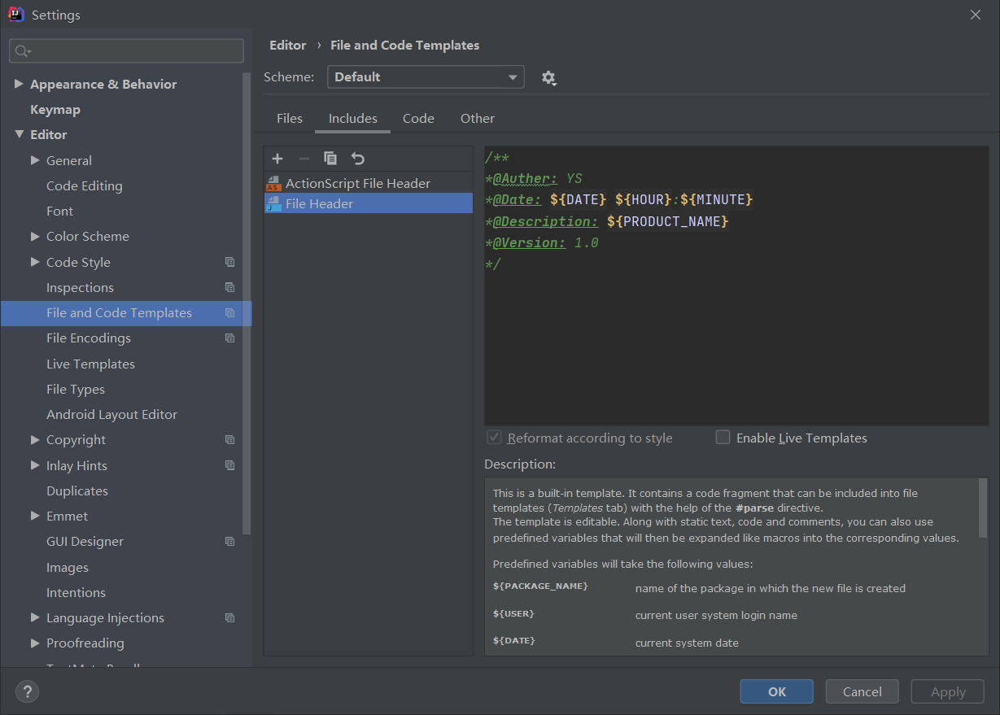 Settings
Appearance & Behavior
Keymap
Editor
General
Code Editing
Font
Color Scheme
Code Style
Inspections
File and Code Templates
File Encodings
Live Templates
File Types
Android Layout Editor
Copyright
Inlay Hints
Duplicates
Emmet
GUI Designer
Images
Intentions
Language Injections
Proofreading
Editor › File and Code Templates
Scheme: Default
Files Includes Code Other
ActionScript File Header
File Header
/**
*@Auther: YS
*@Date: ${DATE} ${HOUR}:${MINUTE}
*@Description: ${PRODUCT_NAME}
*@Version: 1.0
*/
Reformat according to style Enable Live Templates
Description:
This is a built-in template. It contains a code fragment that can be included into file
templates (Templates tab) with the help of the #parse directive.
The template is editable. Along with static text, code and comments, you can also use
predefined variables that will then be expanded like macros into the corresponding values.
Predefined variables will take the following values:
${PACKAGE_NAME} name of the package in which the new file is created
${USER} current user system login name
${DATE} current system date
? OK Cancel Apply